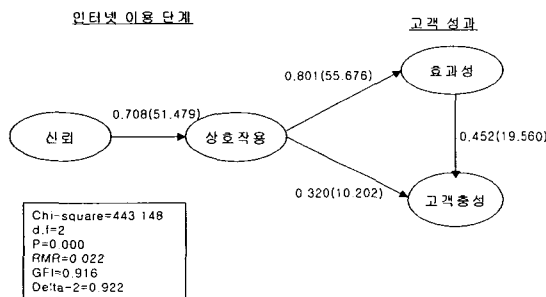 인터넷 이용 단계
고객 성과
0.801(55.676)
효과성
0.708(51.479)
신뢰
상호작용
0.452(19.560)
0.320(10.202)
고객충성
Chi-square=443.148
d.f=2
P=0.000
RMR=0.022
GFI=0.916
Delta-2=0.922